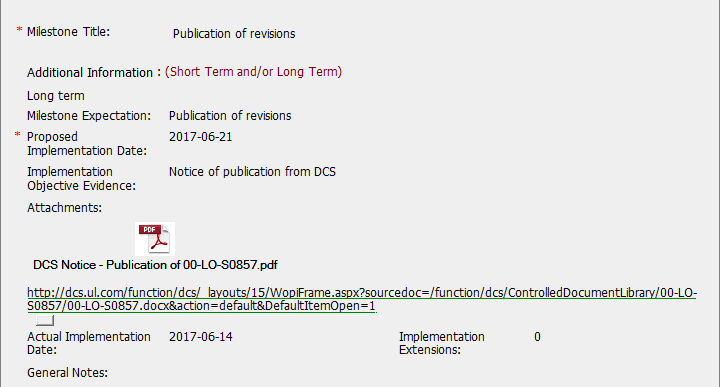 * Milestone Title: Publication of revisions
Additional Information : (Short Term and/or Long Term)
Long term
Milestone Expectation: Publication of revisions
* Proposed 2017-06-21
Implementation Date:
Implementation Notice of publication from DCS
Objective Evidence:
Attachments:
PDF
DCS Notice - Publication of 00-LO-S0857.pdf
http://dcs.ul.com/function/dcs/_layouts/15/WopiFrame.aspx?sourcedoc=/function/dcs/ControlledDocumentLibrary/00-LO-
S0857/00-LO-S0857.docx&action=default&DefaultItemOpen=1
Actual Implementation 2017-06-14 Implementation 0
Date: Extensions:
General Notes: